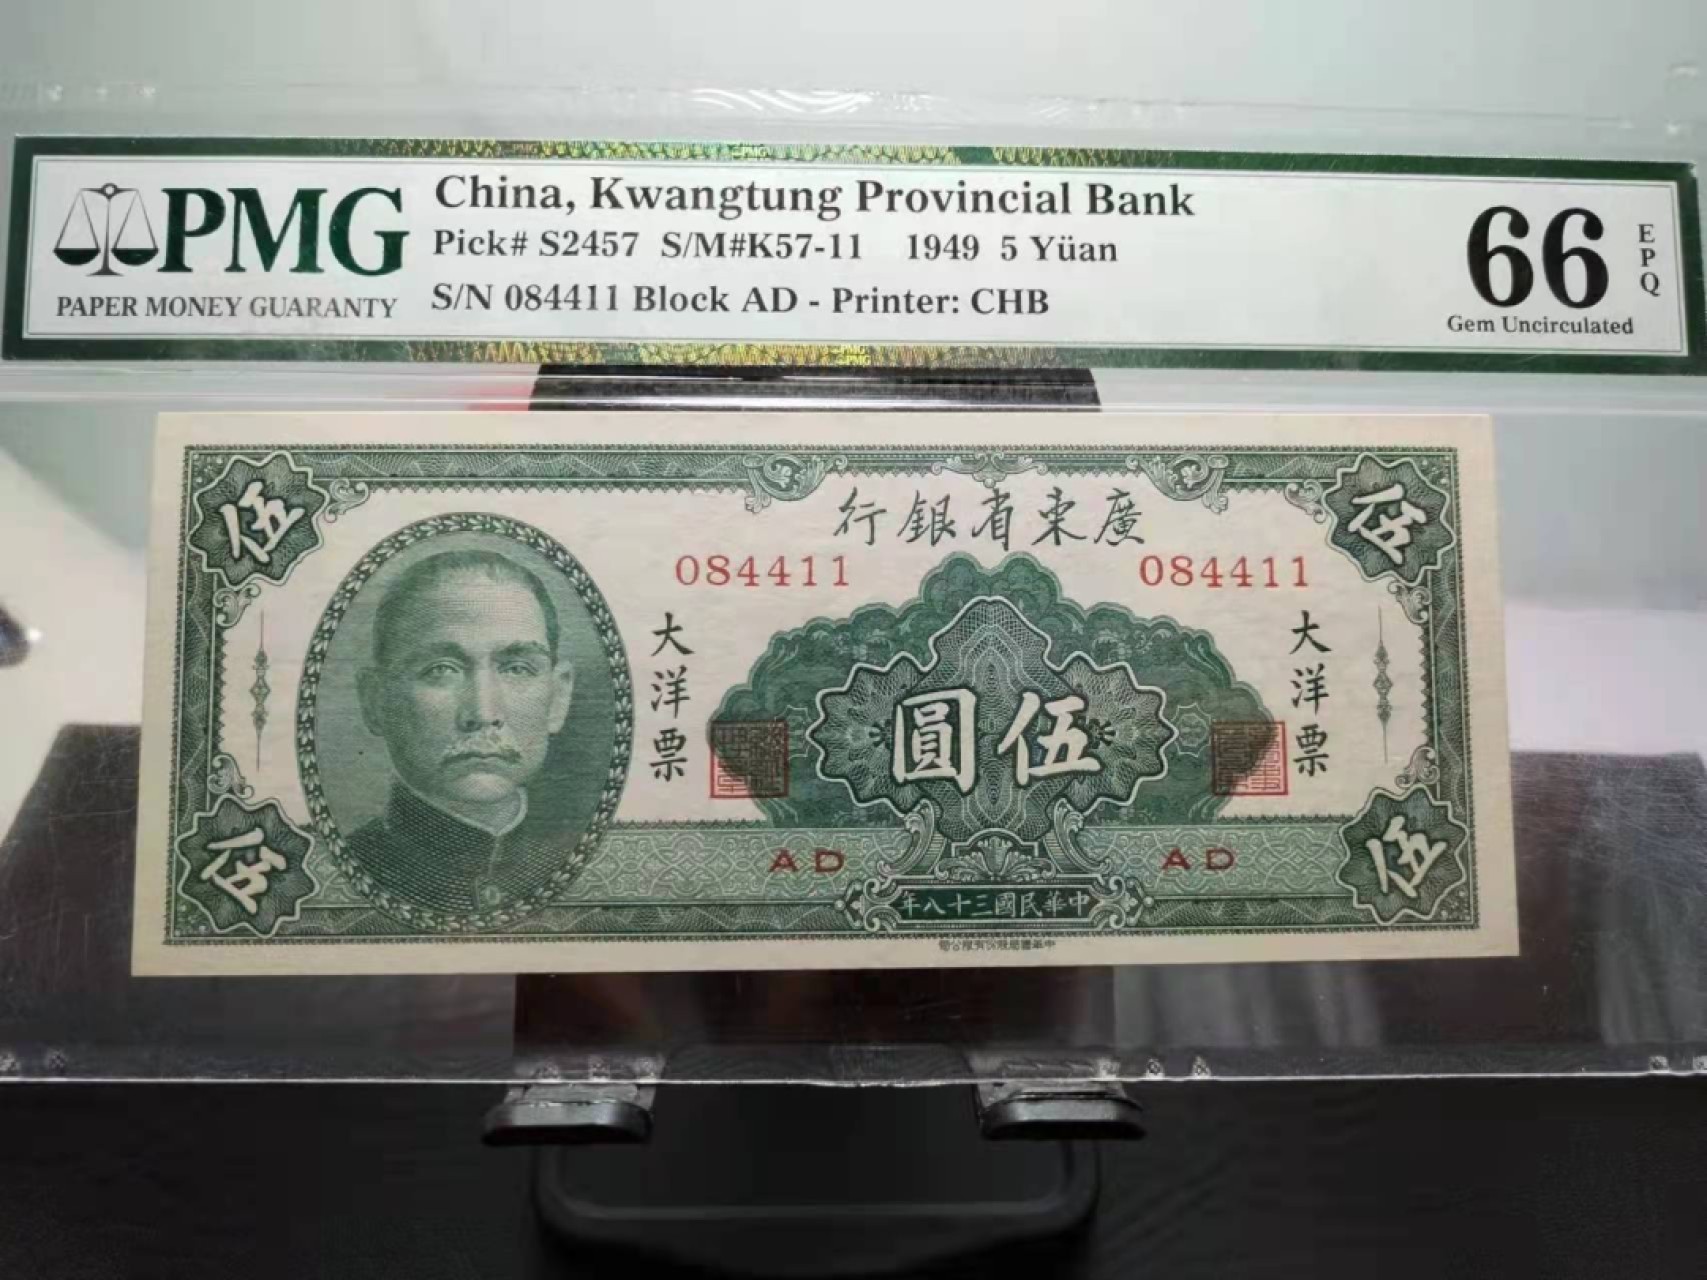 PMG
PAPER MONEY GUARANTY
China, Kwangtung Provincial Bank
Pick# S2457 S/M#K57-11 1949 5 Yüan
S/N 084411 Block AD - Printer: CHB
66
EPQ
Gem Uncirculated
伍
伍
行銀省東廣
084411
084411
大洋票
大洋票
圓伍
AD
AD
伍
伍
年八十三國民華中